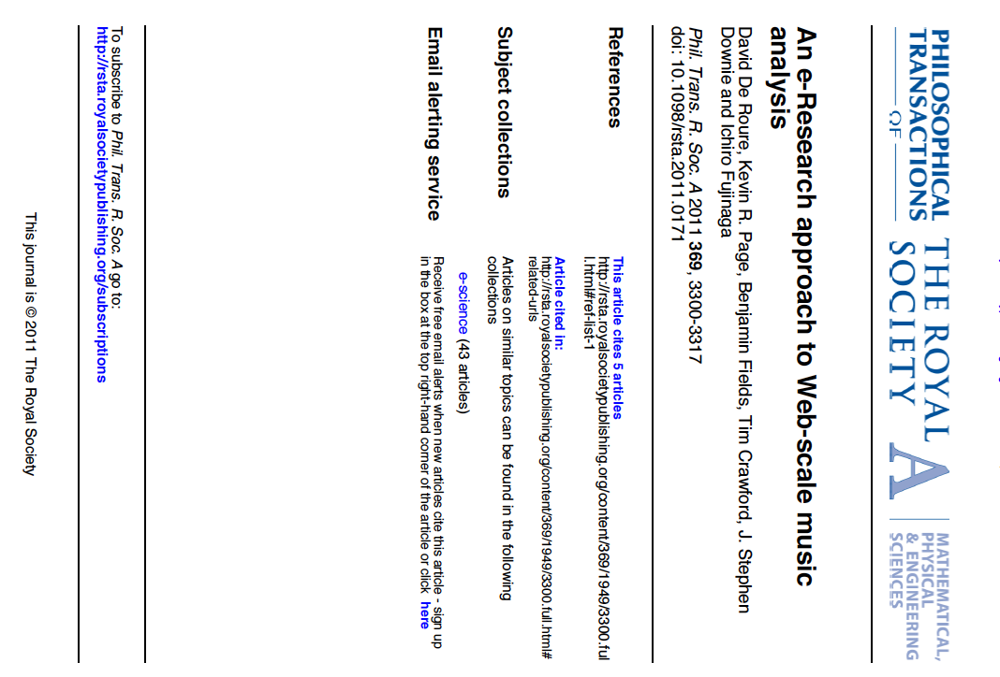 PHILOSOPHICAL
TRANSACTIONS
OF
THE ROYAL
SOCIETY
A
MATHEMATICAL,
PHYSICAL
& ENGINEERING
SCIENCES
An e-Research approach to Web-scale music
analysis
David De Roure, Kevin R. Page, Benjamin Fields, Tim Crawford, J. Stephen
Downie and Ichiro Fujinaga
Phil. Trans. R. Soc. A 2011 369, 3300-3317
doi: 10.1098/rsta.2011.0171
References
This article cites 5 articles
http://rsta.royalsocietypublishing.org/content/369/1949/3300.ful
l.html#ref-list-1
Article cited in:
http://rsta.royalsocietypublishing.org/content/369/1949/3300.full.html#
related-urls
Subject collections
Articles on similar topics can be found in the following
collections
e-science (43 articles)
Email alerting service
Receive free email alerts when new articles cite this article - sign up
in the box at the top right-hand corner of the article or click here
To subscribe to Phil. Trans. R. Soc. A go to:
http://rsta.royalsocietypublishing.org/subscriptions
This journal is © 2011 The Royal Society